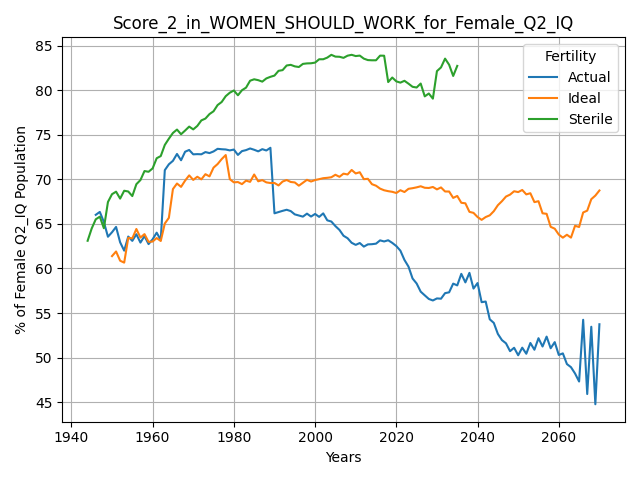 Score_2_in_WOMEN_SHOULD_WORK_for_Female_Q2_IQ
% of Female Q2_IQ Population
85
80
75
70
65
60
55
50
45
Fertility
Actual
Ideal
Sterile
1940 1960 1980 2000 2020 2040 2060
Years